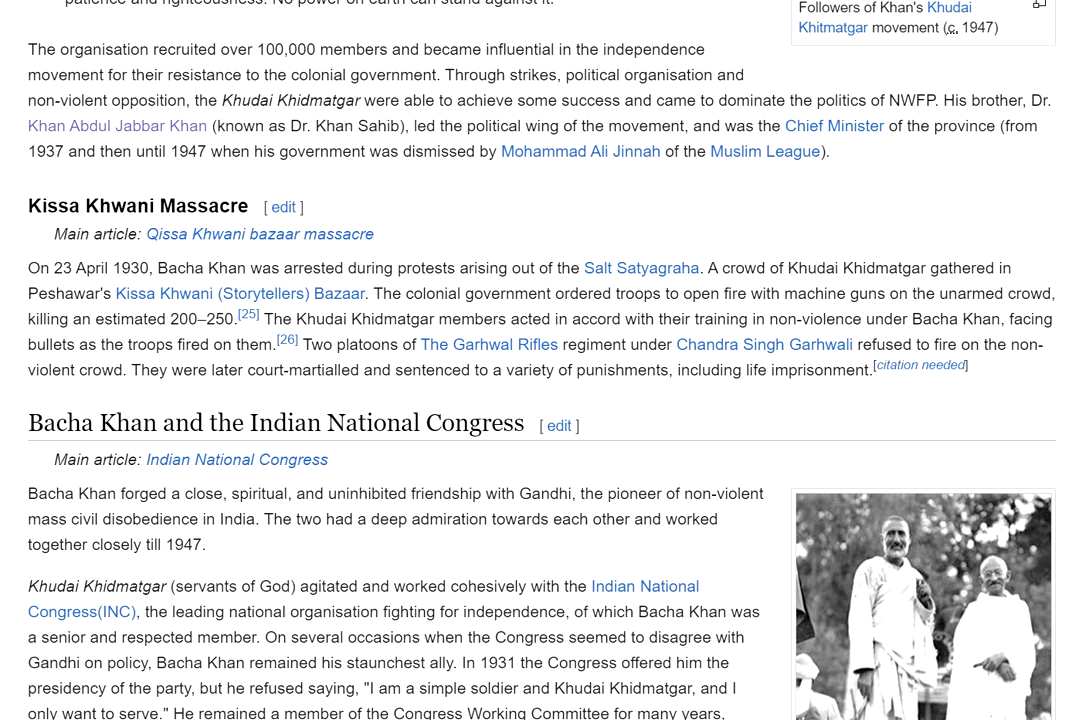 patience and righteousness. No power on earth can stand against it.
Followers of Khan's Khudai
Khitmatgar movement (c. 1947)
The organisation recruited over 100,000 members and became influential in the independence
movement for their resistance to the colonial government. Through strikes, political organisation and
non-violent opposition, the Khudai Khidmatgar were able to achieve some success and came to dominate the politics of NWFP. His brother, Dr.
Khan Abdul Jabbar Khan (known as Dr. Khan Sahib), led the political wing of the movement, and was the Chief Minister of the province (from
1937 and then until 1947 when his government was dismissed by Mohammad Ali Jinnah of the Muslim League).
Kissa Khwani Massacre [ edit ]
Main article: Qissa Khwani bazaar massacre
On 23 April 1930, Bacha Khan was arrested during protests arising out of the Salt Satyagraha. A crowd of Khudai Khidmatgar gathered in
Peshawar's Kissa Khwani (Storytellers) Bazaar. The colonial government ordered troops to open fire with machine guns on the unarmed crowd,
killing an estimated 200–250.[25] The Khudai Khidmatgar members acted in accord with their training in non-violence under Bacha Khan, facing
bullets as the troops fired on them.[26] Two platoons of The Garhwal Rifles regiment under Chandra Singh Garhwali refused to fire on the non-
violent crowd. They were later court-martialled and sentenced to a variety of punishments, including life imprisonment.[citation needed]
Bacha Khan and the Indian National Congress [ edit ]
Main article: Indian National Congress
Bacha Khan forged a close, spiritual, and uninhibited friendship with Gandhi, the pioneer of non-violent
mass civil disobedience in India. The two had a deep admiration towards each other and worked
together closely till 1947.
Khudai Khidmatgar (servants of God) agitated and worked cohesively with the Indian National
Congress(INC), the leading national organisation fighting for independence, of which Bacha Khan was
a senior and respected member. On several occasions when the Congress seemed to disagree with
Gandhi on policy, Bacha Khan remained his staunchest ally. In 1931 the Congress offered him the
presidency of the party, but he refused saying, "I am a simple soldier and Khudai Khidmatgar, and I
only want to serve." He remained a member of the Congress Working Committee for many years,